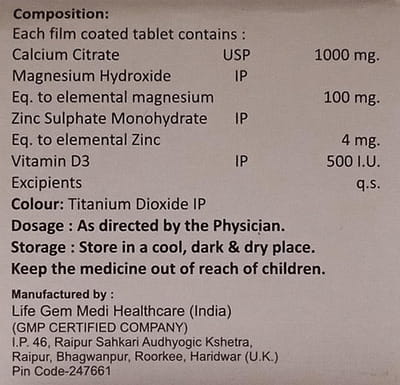 Composition:
Each film coated tablet contains :
Calcium Citrate USP 1000 mg.
Magnesium Hydroxide IP
Eq. to elemental magnesium 100 mg.
Zinc Sulphate Monohydrate IP
Eq. to elemental Zinc 4 mg.
Vitamin D3 IP 500 I.U.
Excipients q.s.
Colour: Titanium Dioxide IP
Dosage : As directed by the Physician.
Storage : Store in a cool, dark & dry place.
Keep the medicine out of reach of children.
Manufactured by :
Life Gem Medi Healthcare (India)
(GMP CERTIFIED COMPANY)
I.P. 46, Raipur Sahkari Audhyogic Kshetra,
Raipur, Bhagwanpur, Roorkee, Haridwar (U.K.)
Pin Code-247661